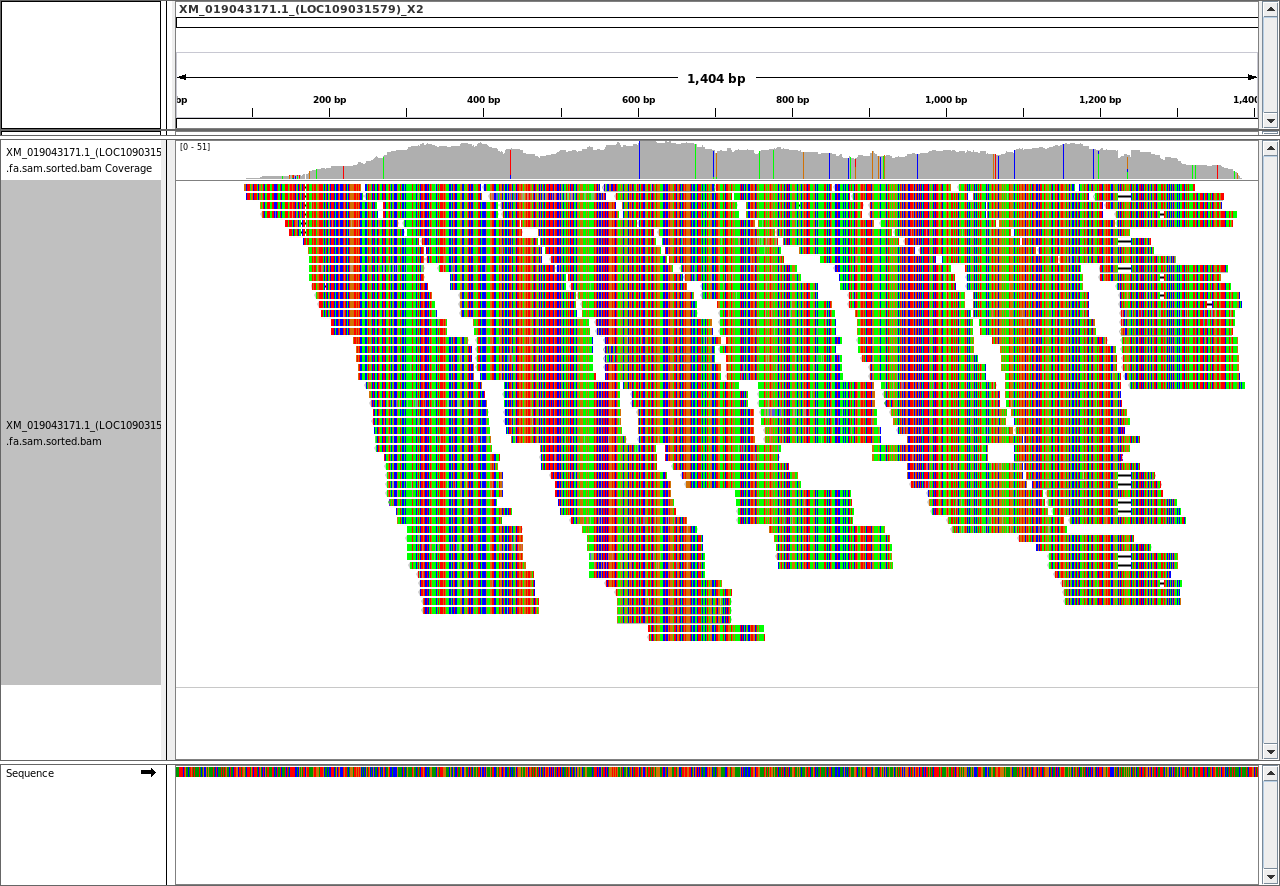 XM_019043171.1_(LOC109031579)_X2
1,404 bp
bp 200 bp 400 bp 600 bp 800 bp 1,000 bp 1,200 bp 1,400
[0 - 51]
XM_019043171.1_(LOC1090315
.fa.sam.sorted.bam Coverage
XM_019043171.1_(LOC1090315
.fa.sam.sorted.bam
Sequence